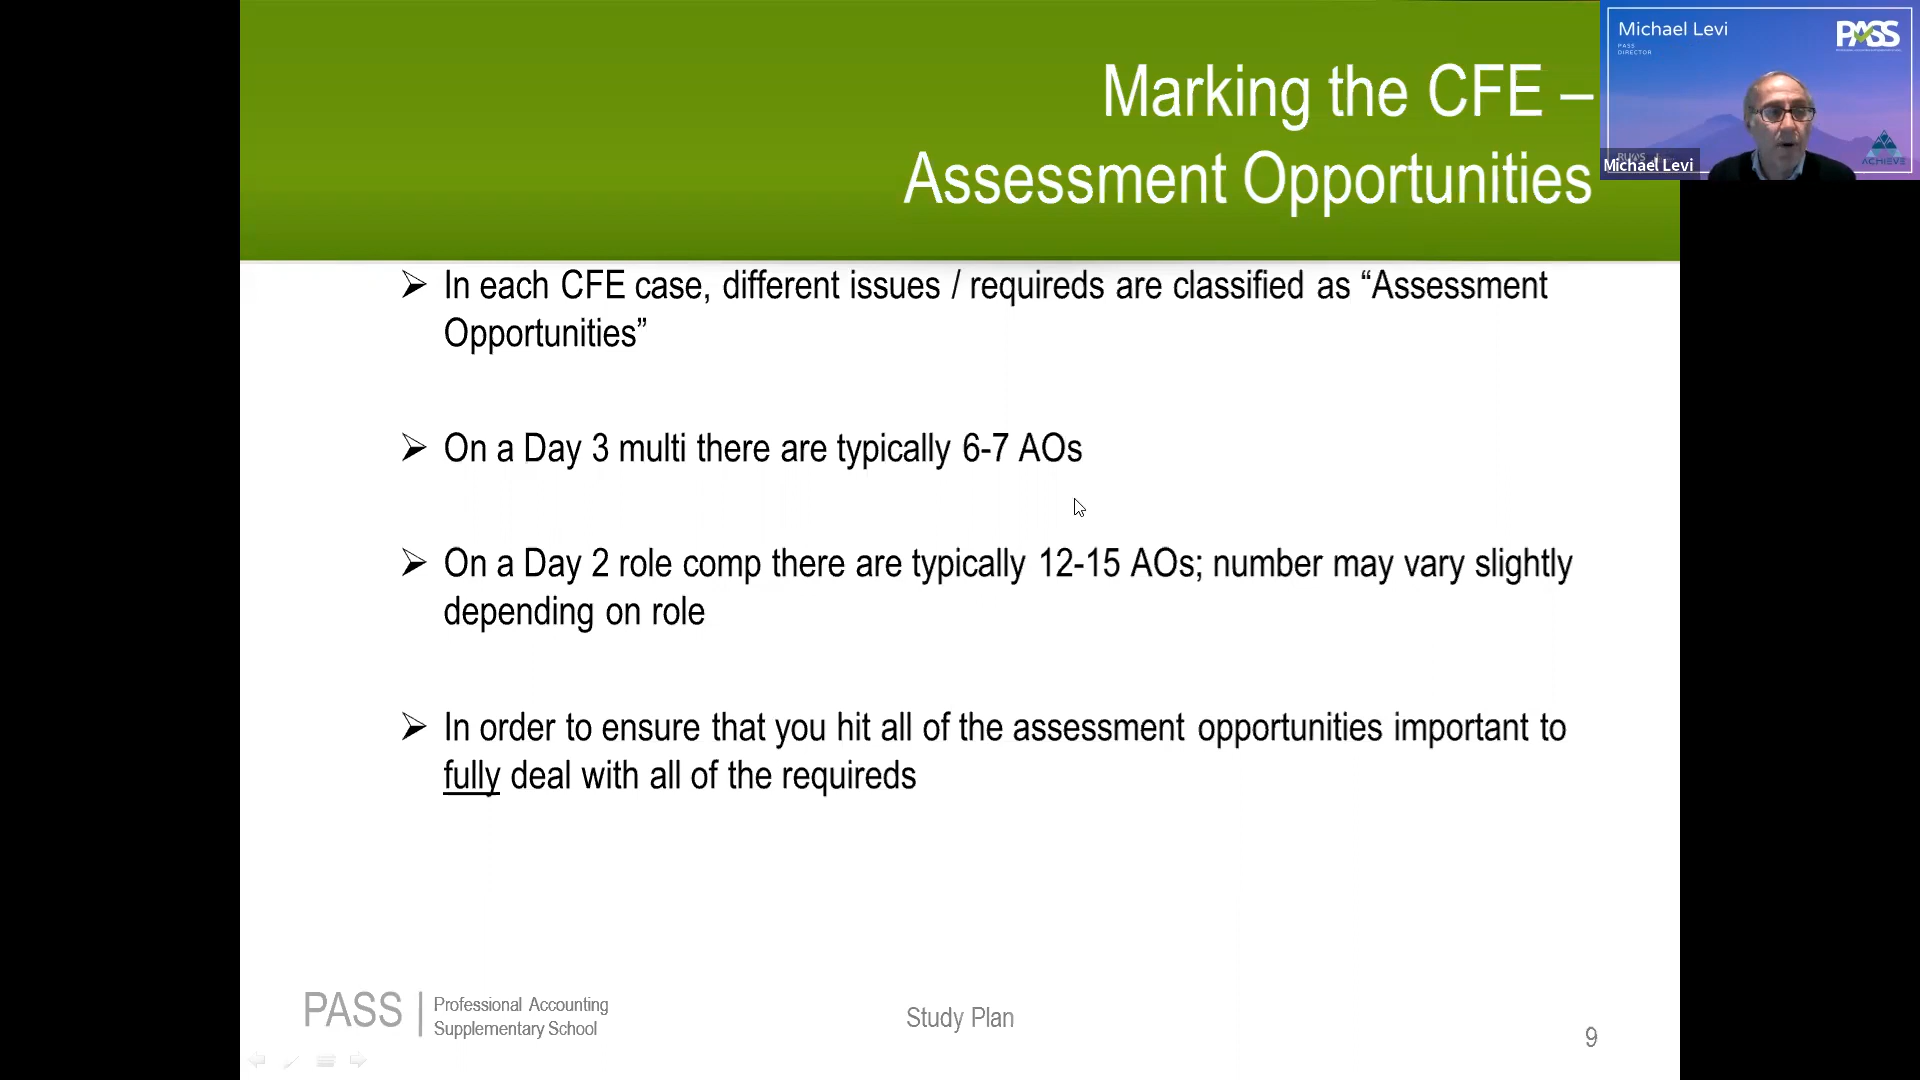 Marking the CFE –
Assessment Opportunities
Michael Levi
PASS
DIRECTOR
PASS
ACHIEVE
Michael Levi
➢ In each CFE case, different issues / requireds are classified as “Assessment
Opportunities”
➢ On a Day 3 multi there are typically 6-7 AOs
➢ On a Day 2 role comp there are typically 12-15 AOs; number may vary slightly
depending on role
➢ In order to ensure that you hit all of the assessment opportunities important to
fully deal with all of the requireds
PASS | Professional Accounting
Supplementary School
Study Plan
9